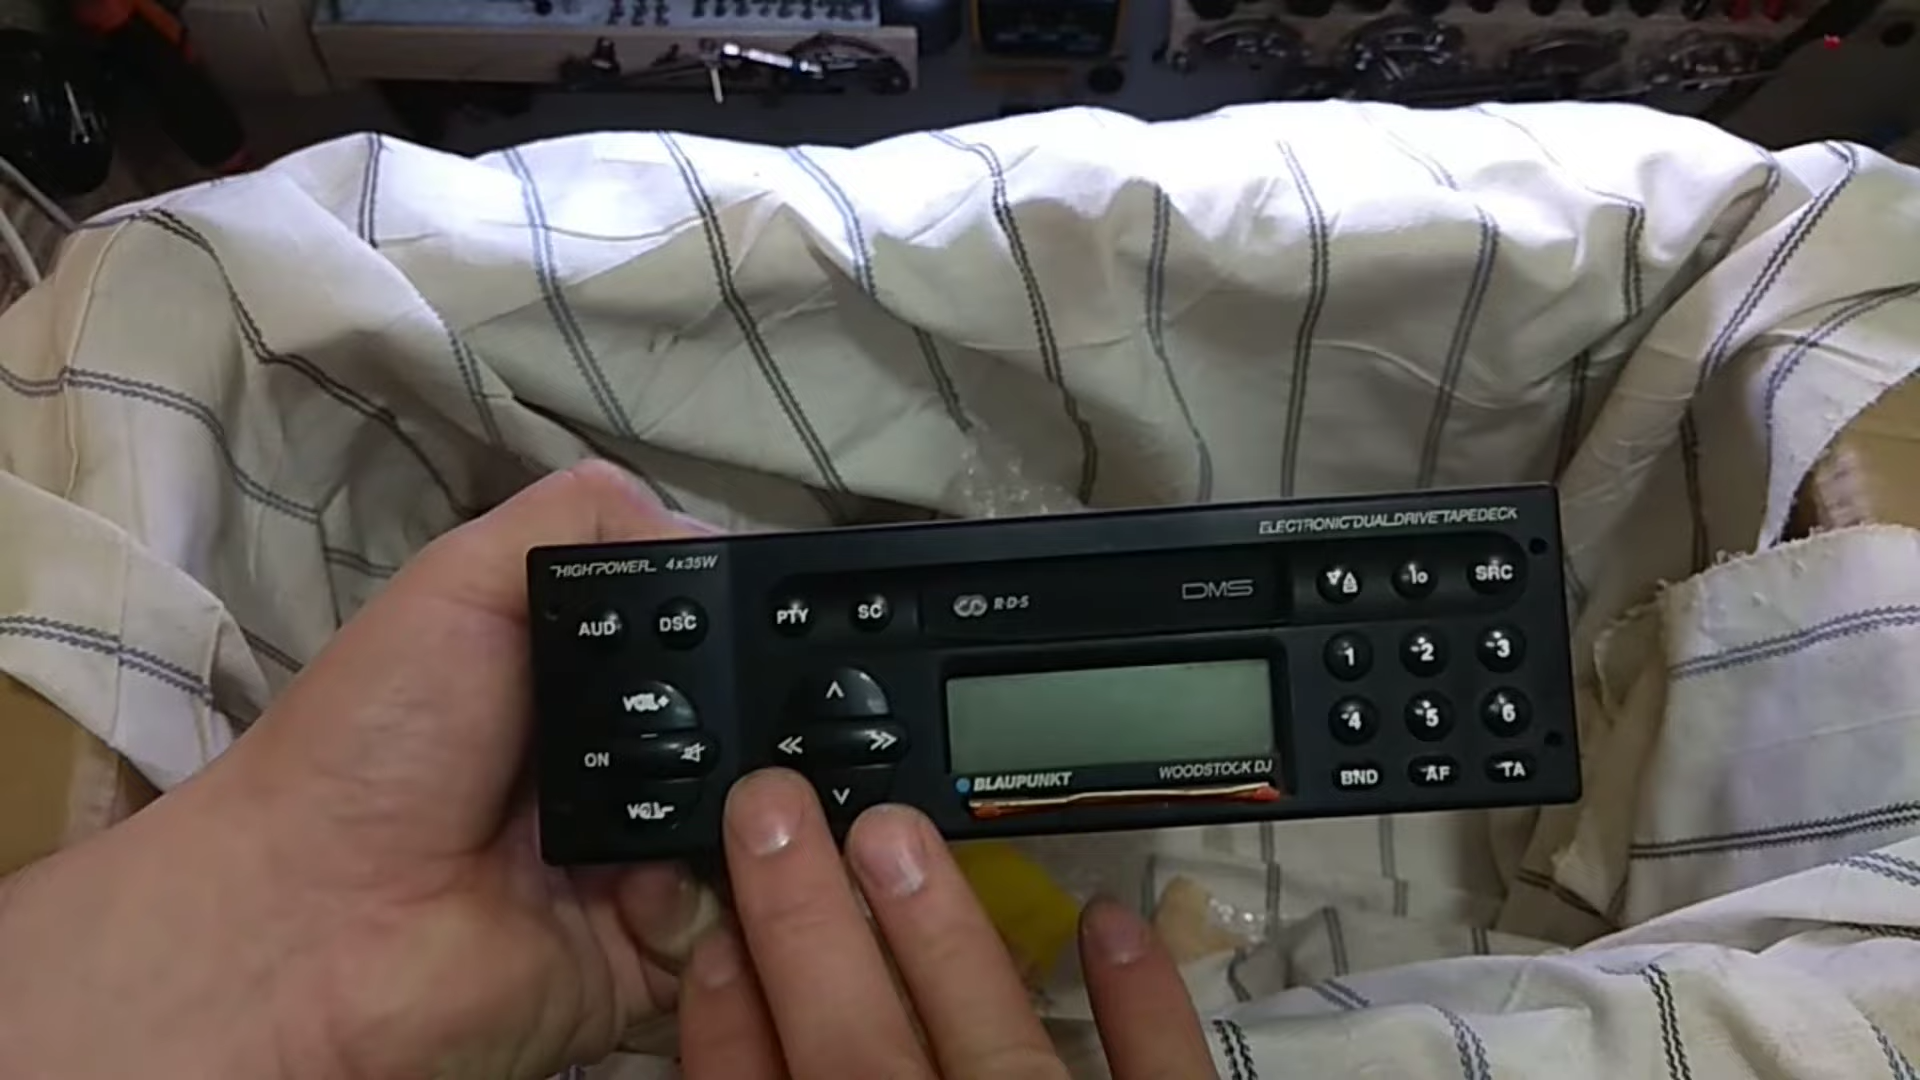 HIGH POWER 4x35W
ELECTRONIC DUAL DRIVE TAPEDECK
AUD DSC PTY SC R·D·S DMS SRC
VOL+
1 2 3
ON
4 5 6
VOL-
BLAUPUNKT WOODSTOCK DJ
BND AF TA